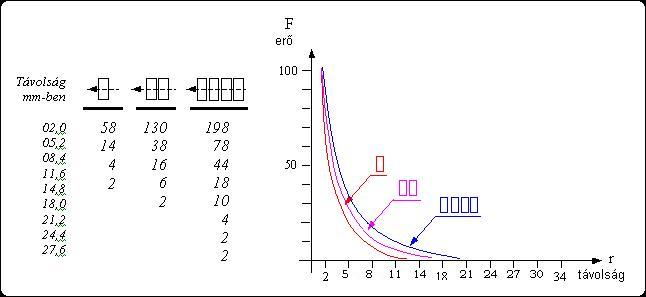 F
erő
Távolság
mm-ben
02,0 58 130 198
05,2 14 38 78
08,4 4 16 44
11,6 2 6 18
14,8 2 10
18,0 4
21,2 2
24,4 2
27,6
100
50
r
2 5 8 11 13 18 21 24 27 30 34 távolság